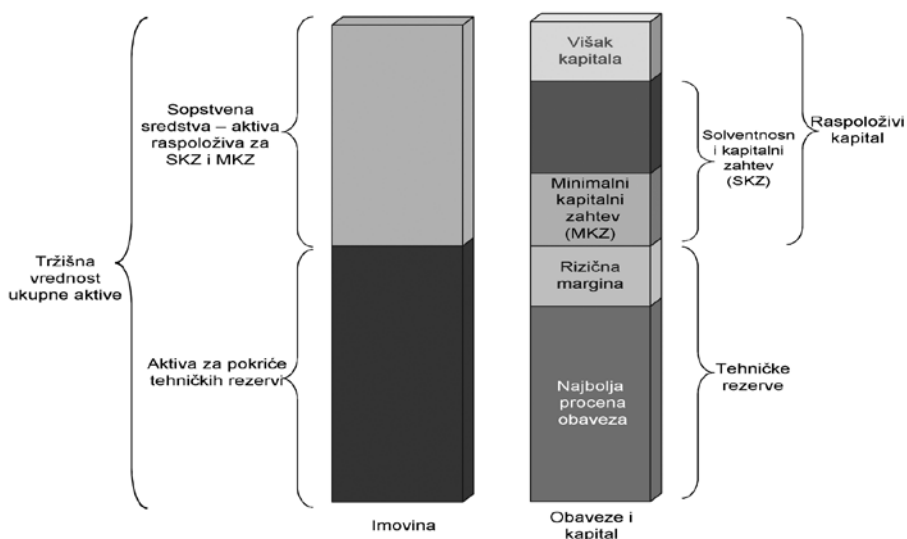 Tržišna
vrednost
ukupne aktive
Sopstvena
sredstva – aktiva
raspoloživa za
SKZ i MKZ
Aktiva za pokriće
tehničkih rezervi
Imovina
Višak
kapitala
Minimalni
kapitalni
zahtev
(MKZ)
Rizična
margina
Najbolja
procena
obaveza
Obaveze i
kapital
Solventnosn
i kapitalni
zahtev
(SKZ)
Raspoloživi
kapital
Tehničke
rezerve